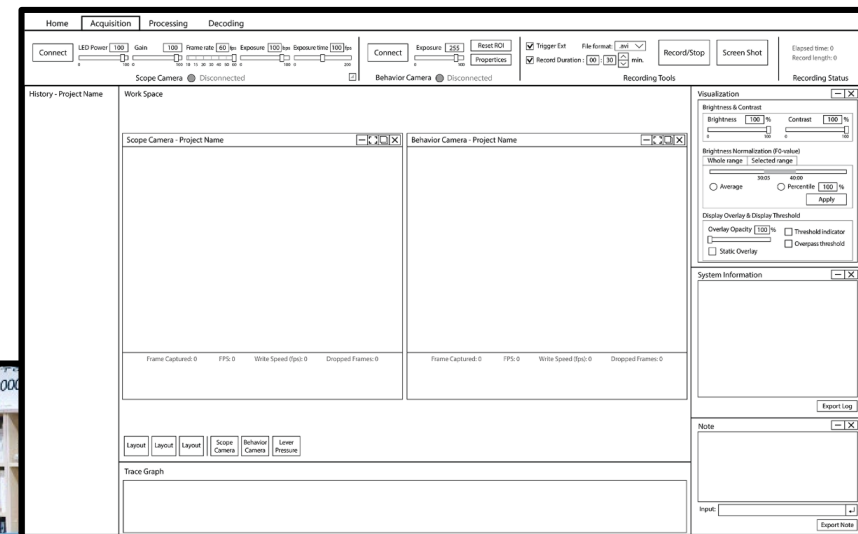 Home Acquisition Processing Decoding
Connect LED Power 100 Gain 100 Frame rate 60 fps Exposure 100 Exposure time 100
Scope Camera Disconnected
Connect Exposure 255 Reset ROI
Propertices
Behavior Camera Disconnected
Trigger Ext File format: .avi
Record Duration : 00 : 30 min.
Record/Stop Screen Shot
Recording Tools
Elapsed time: 0
Record length: 0
Recording Status
History - Project Name
Work Space
Scope Camera - Project Name
Frame Captured: 0 FPS: 0 Write Speed (fps): 0 Dropped Frames: 0
Behavior Camera - Project Name
Frame Captured: 0 FPS: 0 Write Speed (fps): 0 Dropped Frames: 0
Layout Layout Layout Scope Camera Behavior Camera Lever Pressure
Trace Graph
Visualization
Brightness & Contrast
Brightness 100 % Contrast 100 %
0 100 0 100
Brightness Normalization (F0-value)
Whole range Selected range
30:05 40:00
Average Percentile 100 %
Apply
Display Overlay & Display Threshold
Overlay Opacity 100 % Threshold indicator
Overpass threshold
Static Overlay
System Information
Export Log
Note
Input:
Export Note